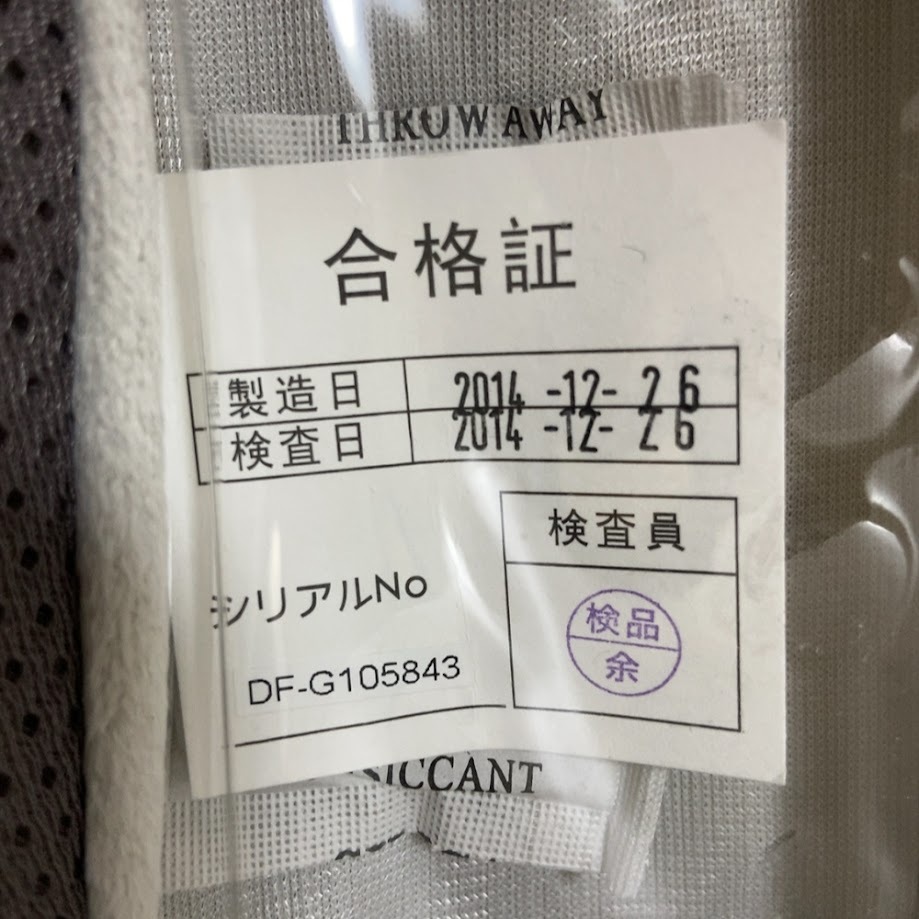 THROW AWAY
合格証
製造日 2014 -12- 26
検査日 2014 -12- 26
検査員
シリアルNo
検品
余
DF-G105843
SICCANT